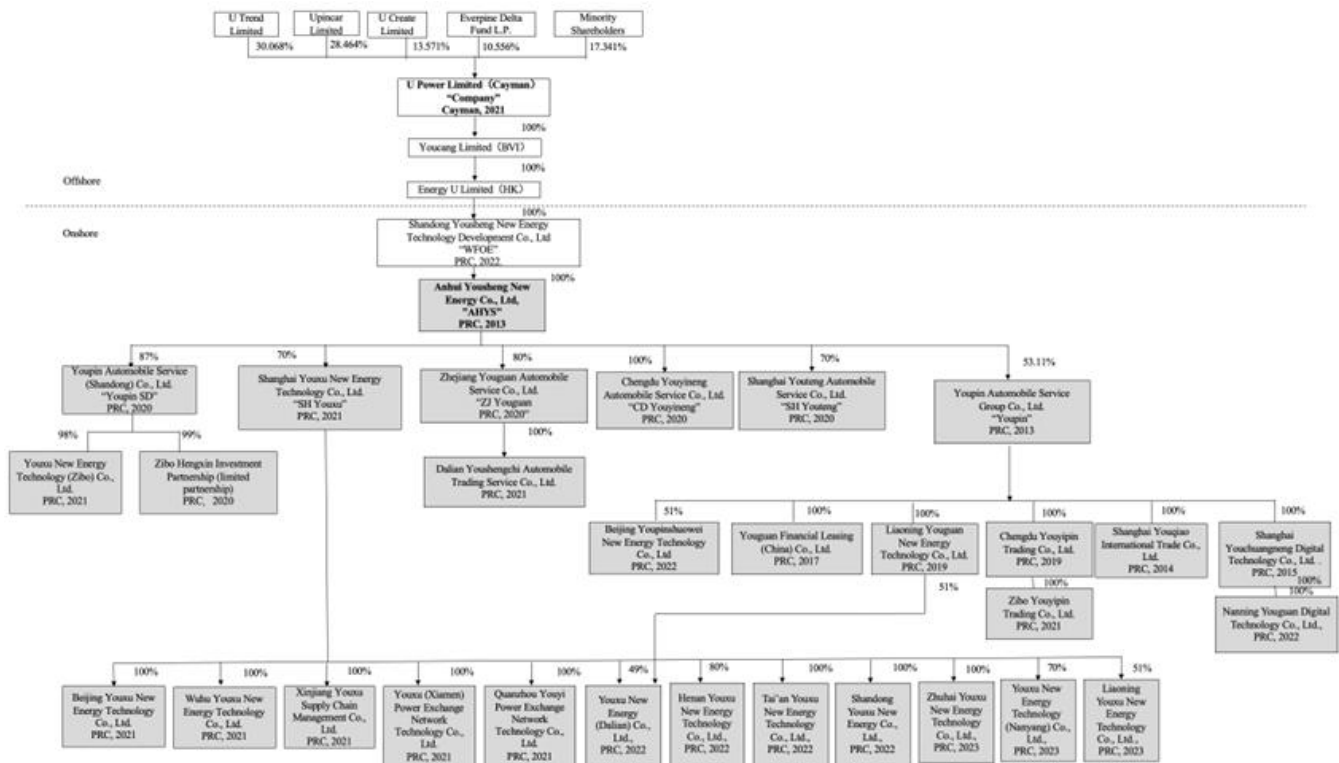 U Trend
Limited
Upincar
Limited
U Create
Limited
Everpine Delta
Fund L.P.
Minority
Shareholders
30.068%
28.464%
13.571%
10.556%
17.341%
U Power Limited (Cayman)
“Company”
Cayman, 2021
100%
Youcang Limited (BVI)
100%
Offshore
Energy U Limited (HK)
100%
Onshore
Shandong Yousheng New Energy
Technology Development Co., Ltd
“WFOE”
PRC, 2022
100%
Anhui Yousheng New
Energy Co., Ltd,
"AHYS"
PRC, 2013
87%
70%
80%
100%
70%
53.11%
Youpin Automobile Service
(Shandong) Co., Ltd.
“Youpin SD”
PRC, 2020
Shanghai Youxu New Energy
Technology Co., Ltd.
“SH Youxu”
PRC, 2021
Zhejiang Youguan Automobile
Service Co., Ltd.
“ZJ Youguan
PRC, 2020”
Chengdu Youyineng
Automobile Service Co., Ltd.
“CD Youyineng”
PRC, 2020
Shanghai Youteng Automobile
Service Co., Ltd.
“SH Youteng”
PRC, 2020
Youpin Automobile Service
Group Co., Ltd.
“Youpin”
PRC, 2013
98%
99%
100%
Youxu New Energy
Technology (Zibo) Co.,
Ltd.
PRC, 2021
Zibo Hengxin Investment
Partnership (limited
partnership)
PRC, 2020
Dalian Youshengchi Automobile
Trading Service Co., Ltd.
PRC, 2021
51%
100%
100%
100%
100%
100%
Beijing Youpinshuowei
New Energy Technology
Co., Ltd
PRC, 2022
Youguan Financial Leasing
(China) Co., Ltd.
PRC, 2017
Liaoning Youguan
New Energy
Technology Co., Ltd.
PRC, 2019
Chengdu Youyipin
Trading Co., Ltd.
PRC, 2019
Shanghai Youqiao
International Trade Co.,
Ltd.
PRC, 2014
Shanghai
Youchuangneng Digital
Technology Co., Ltd. .
PRC, 2015
51%
100%
100%
100%
Zibo Youyipin
Trading Co., Ltd.
PRC, 2021
Nanning Youguan Digital
Technology Co., Ltd.,
PRC, 2022
100%
100%
100%
100%
100%
49%
80%
100%
100%
100%
70%
51%
Beijing Youxu New
Energy Technology
Co., Ltd.
PRC, 2021
Wuhu Youxu New
Energy Technology
Co., Ltd.
PRC, 2021
Xinjiang Youxu
Supply Chain
Management Co.,
Ltd.
PRC, 2021
Youxu (Xiamen)
Power Exchange
Network
Technology Co.,
Ltd.
PRC, 2021
Quanzhou Youyi
Power Exchange
Network
Technology Co.,
Ltd.
PRC, 2021
Youxu New
Energy
(Dalian) Co.,
Ltd.,
PRC, 2022
Henan Youxu
New Energy
Technology
Co., Ltd.,
PRC, 2022
Tai’an Youxu
New Energy
Technology
Co., Ltd.,
PRC, 2022
Shandong
Youxu New
Energy Co.,
Ltd.,
PRC, 2022
Zhuhai Youxu
New Energy
Technology
Co., Ltd.,
PRC, 2023
Youxu New
Energy
Technology
(Nanyang) Co.,
Ltd.,
PRC, 2023
Liaoning
Youxu New
Energy
Technology
Co., Ltd.,
PRC, 2023